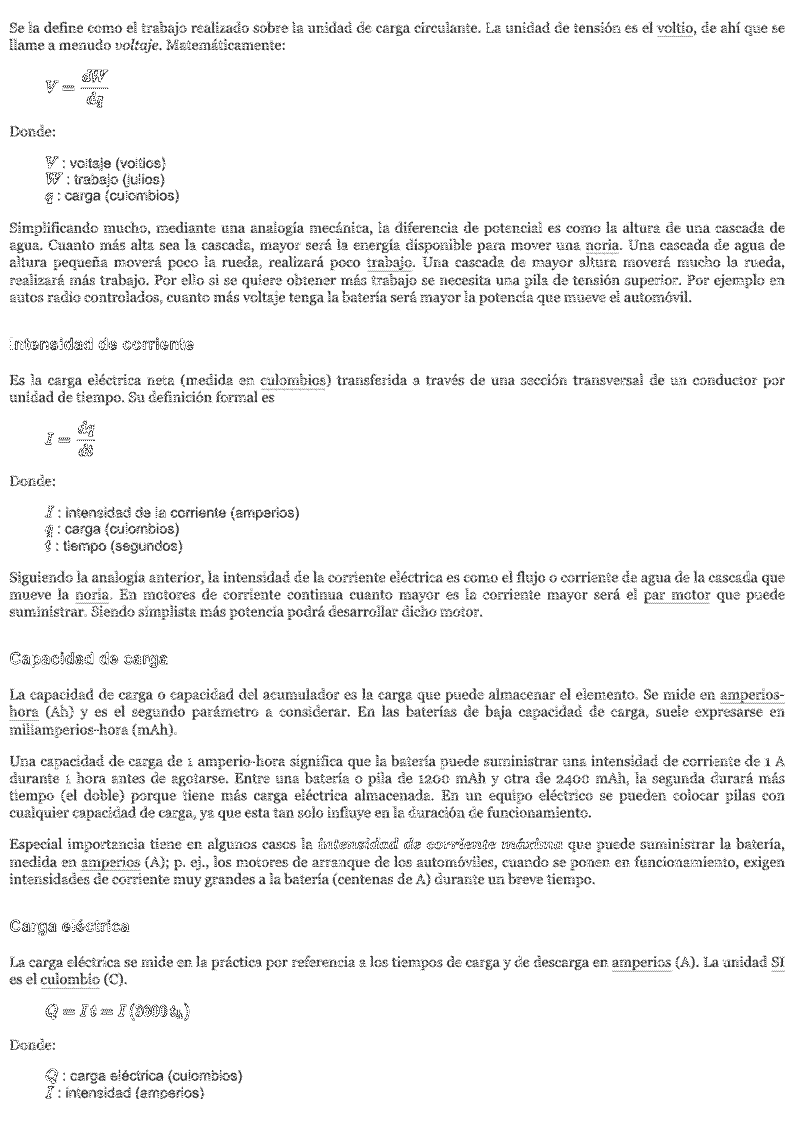 Se la define como el trabajo realizado sobre la unidad de carga circulante. La unidad de tensión es el voltio, de ahí que se
llame a menudo voltaje. Matemáticamente:
V = dW/dq
Donde:
V : voltaje (voltios)
W : trabajo (julios)
q : carga (culombios)
Simplificando mucho, mediante una analogía mecánica, la diferencia de potencial es como la altura de una cascada de
agua. Cuanto más alta sea la cascada, mayor será la energía disponible para mover una noria. Una cascada de agua de
altura pequeña moverá poco la rueda, realizará poco trabajo. Una cascada de mayor altura moverá mucho la rueda,
realizará más trabajo. Por ello si se quiere obtener más trabajo se necesita una pila de tensión superior. Por ejemplo en
autos radio controlados, cuanto más voltaje tenga la batería será mayor la potencia que mueve el automóvil.
Intensidad de corriente
Es la carga eléctrica neta (medida en culombios) transferida a través de una sección transversal de un conductor por
unidad de tiempo. Su definición formal es
I = dq/dt
Donde:
I : intensidad de la corriente (amperios)
q : carga (culombios)
t : tiempo (segundos)
Siguiendo la analogía anterior, la intensidad de la corriente eléctrica es como el flujo o corriente de agua de la cascada que
mueve la noria. En motores de corriente continua cuanto mayor es la corriente mayor será el par motor que puede
suministrar. Siendo simplista más potencia podrá desarrollar dicho motor.
Capacidad de carga
La capacidad de carga o capacidad del acumulador es la carga que puede almacenar el elemento. Se mide en amperios-
hora (Ah) y es el segundo parámetro a considerar. En las baterías de baja capacidad de carga, suele expresarse en
miliamperios-hora (mAh).
Una capacidad de carga de 1 amperio-hora significa que la batería puede suministrar una intensidad de corriente de 1 A
durante 1 hora antes de agotarse. Entre una batería o pila de 1200 mAh y otra de 2400 mAh, la segunda durará más
tiempo (el doble) porque tiene más carga eléctrica almacenada. En un equipo eléctrico se pueden colocar pilas con
cualquier capacidad de carga, ya que esta tan solo influye en la duración de funcionamiento.
Especial importancia tiene en algunos casos la intensidad de corriente máxima que puede suministrar la batería,
medida en amperios (A); p. ej., los motores de arranque de los automóviles, cuando se ponen en funcionamiento, exigen
intensidades de corriente muy grandes a la batería (centenas de A) durante un breve tiempo.
Carga eléctrica
La carga eléctrica se mide en la práctica por referencia a los tiempos de carga y de descarga en amperios (A). La unidad SI
es el culombio (C).
Q = I t = I (3600 tₕ)
Donde:
Q : carga eléctrica (culombios)
I : intensidad (amperios)